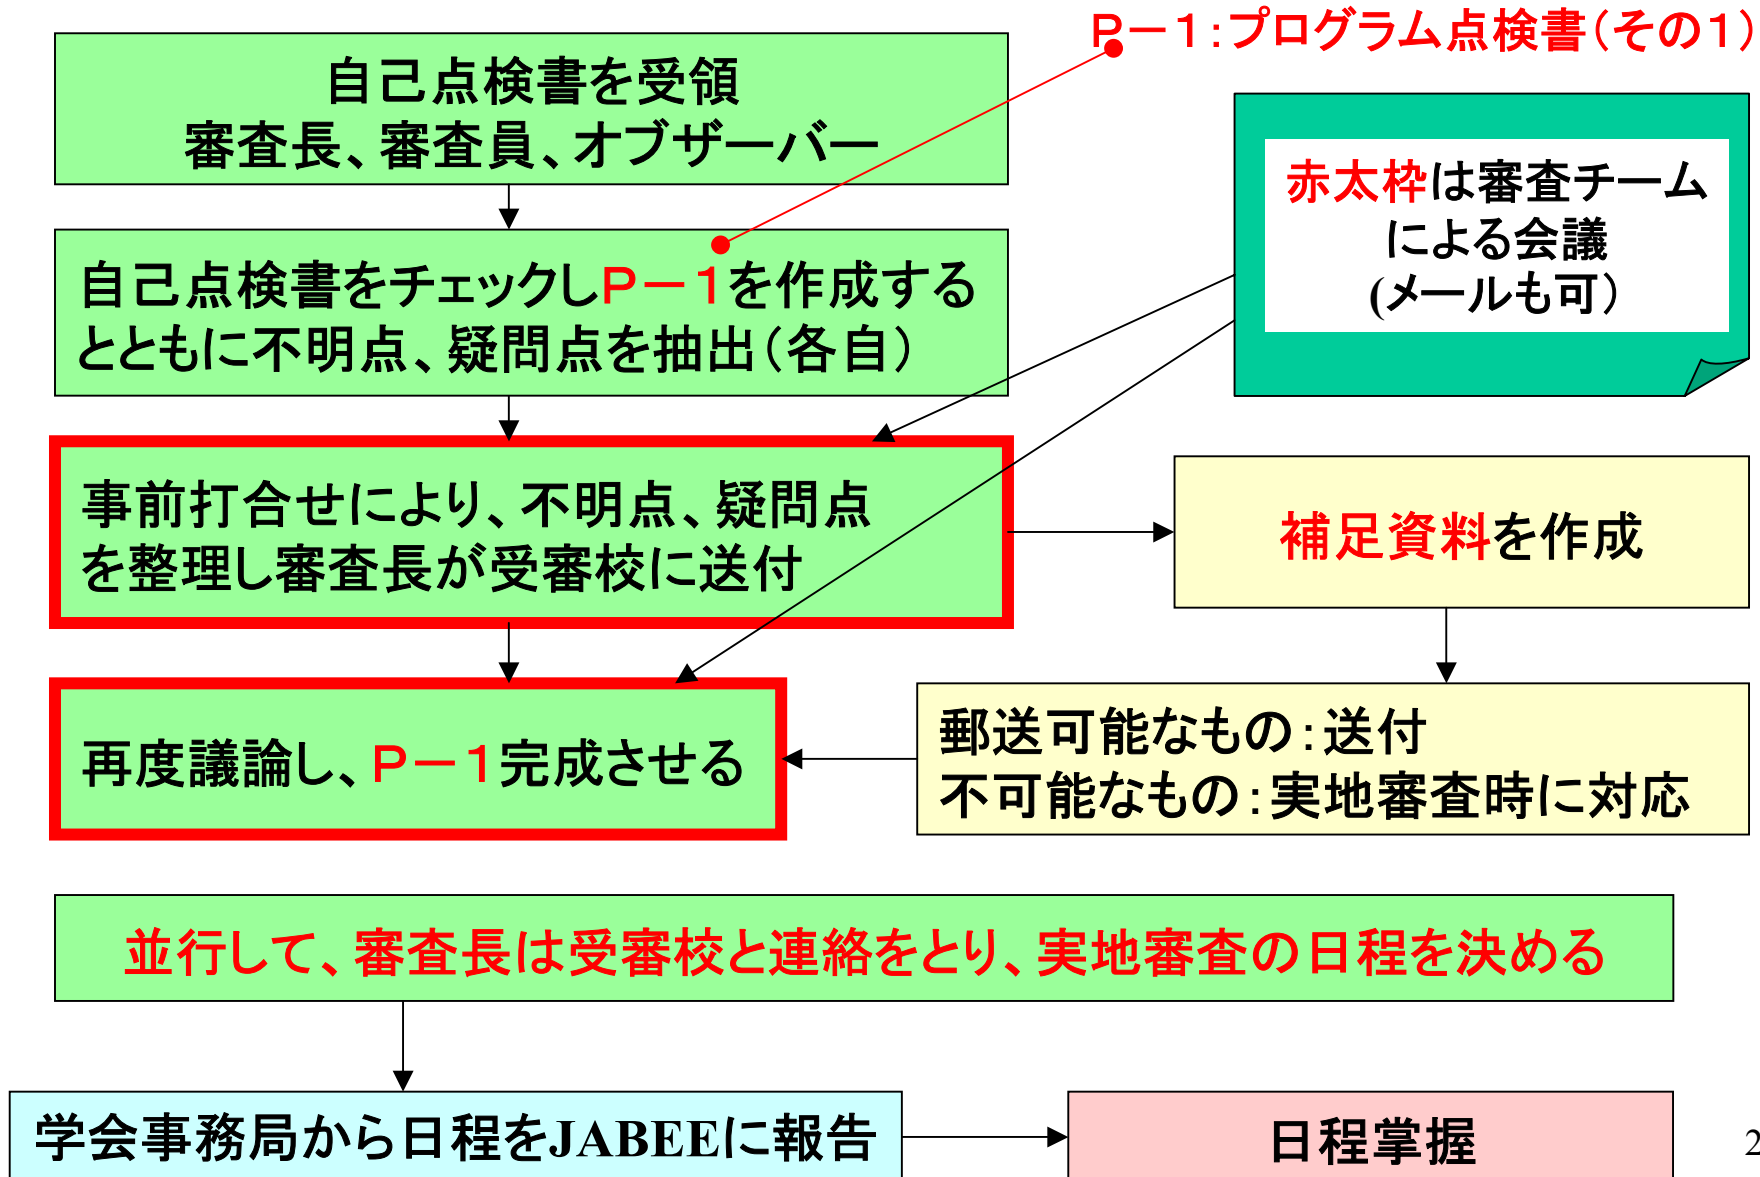 P－1：プログラム点検書（その１）
自己点検書を受領
審査長、審査員、オブザーバー
赤太枠は審査チーム
による会議
(メールも可）
自己点検書をチェックしP－1を作成する
とともに不明点、疑問点を抽出（各自）
事前打合せにより、不明点、疑問点
を整理し審査長が受審校に送付
補足資料を作成
再度議論し、P－1完成させる
郵送可能なもの：送付
不可能なもの：実地審査時に対応
並行して、審査長は受審校と連絡をとり、実地審査の日程を決める
学会事務局から日程をJABEEに報告
日程掌握
2